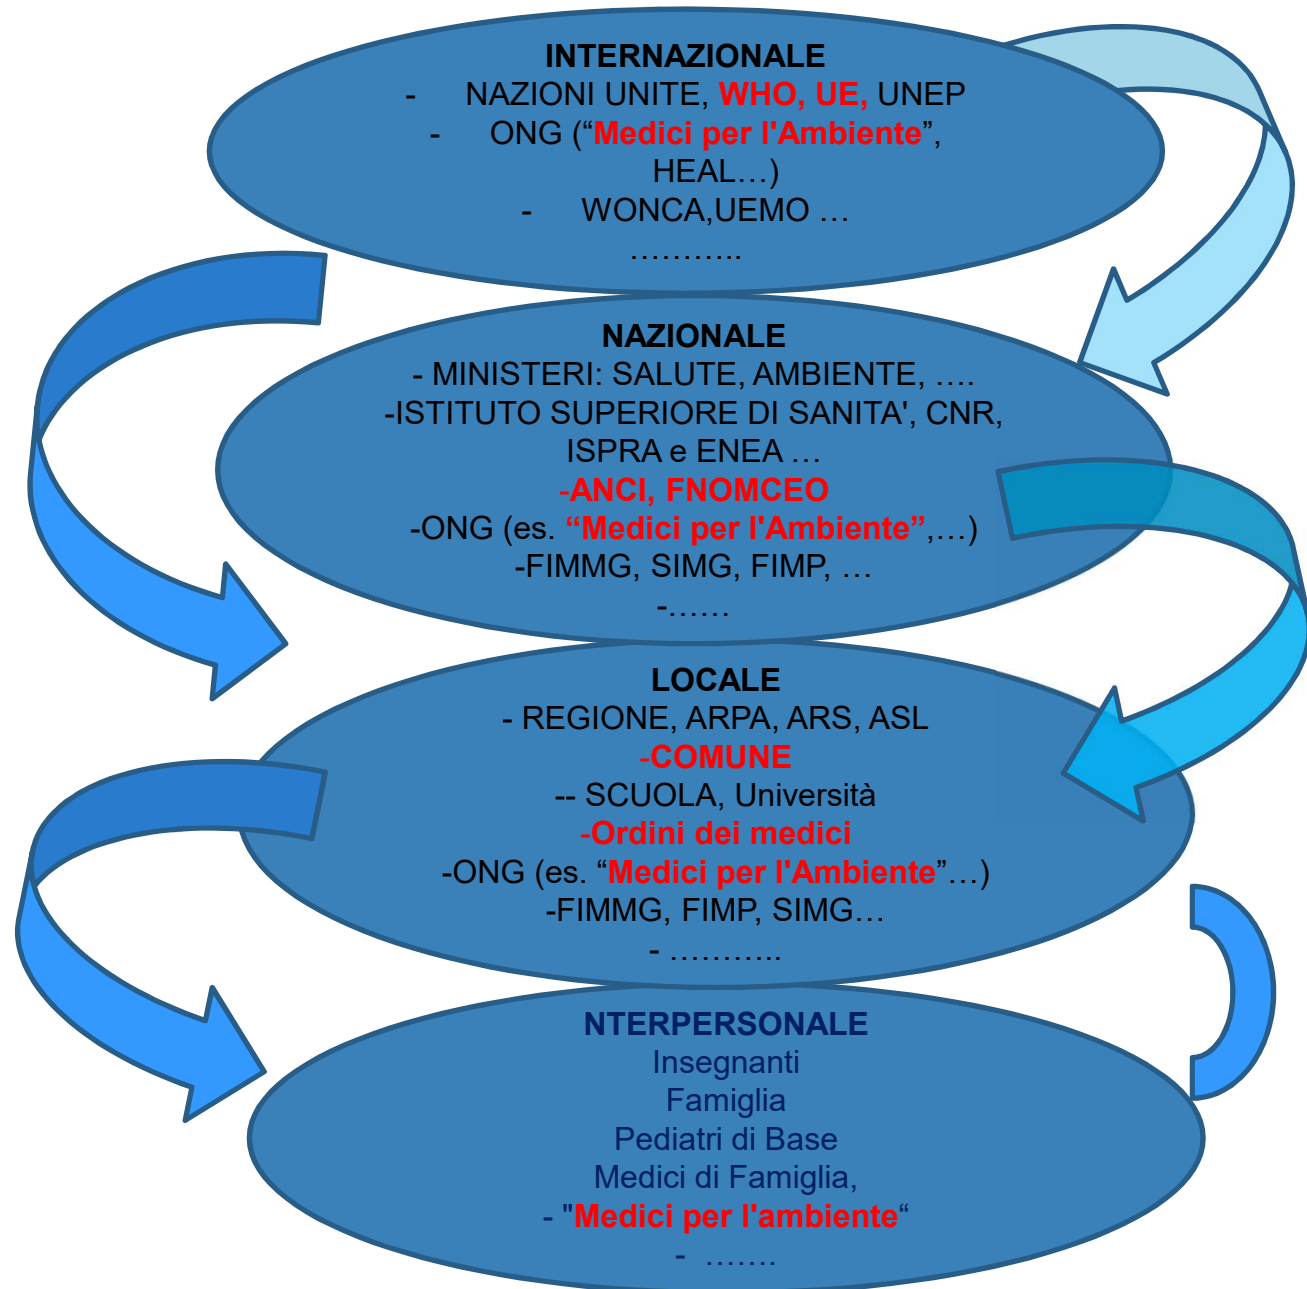 INTERNAZIONALE
- NAZIONI UNITE, WHO, UE, UNEP
- ONG (“Medici per l'Ambiente”,
HEAL…)
- WONCA,UEMO …
………..
NAZIONALE
- MINISTERI: SALUTE, AMBIENTE, ….
-ISTITUTO SUPERIORE DI SANITA', CNR,
ISPRA e ENEA …
-ANCI, FNOMCEO
-ONG (es. “Medici per l'Ambiente”,…)
-FIMMG, SIMG, FIMP, …
-……
LOCALE
- REGIONE, ARPA, ARS, ASL
-COMUNE
-- SCUOLA, Università
-Ordini dei medici
-ONG (es. “Medici per l'Ambiente”…)
-FIMMG, FIMP, SIMG…
- ………..
NTERPERSONALE
Insegnanti
Famiglia
Pediatri di Base
Medici di Famiglia,
- "Medici per l'ambiente“
- …….